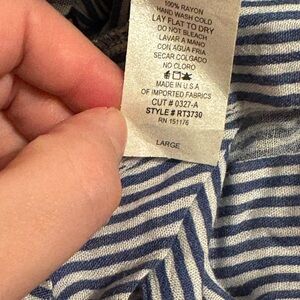 100% RAYON
HAND WASH COLD
LAY FLAT TO DRY
DO NOT BLEACH
LAVAR A MANO
CON AGUA FRIA
SECAR COLGADO
NO CLORO
MADE IN U.S.A
OF IMPORTED FABRICS
CUT # 0327-A
STYLE # RT3730
RN 151176
LARGE